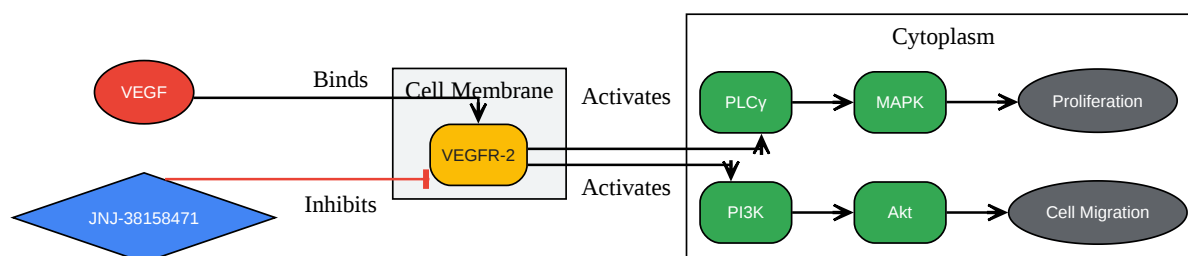 Cytoplasm
VEGF
Binds
Cell Membrane
Activates
PLCγ
MAPK
Proliferation
VEGFR-2
JNJ-38158471
Inhibits
Activates
PI3K
Akt
Cell Migration